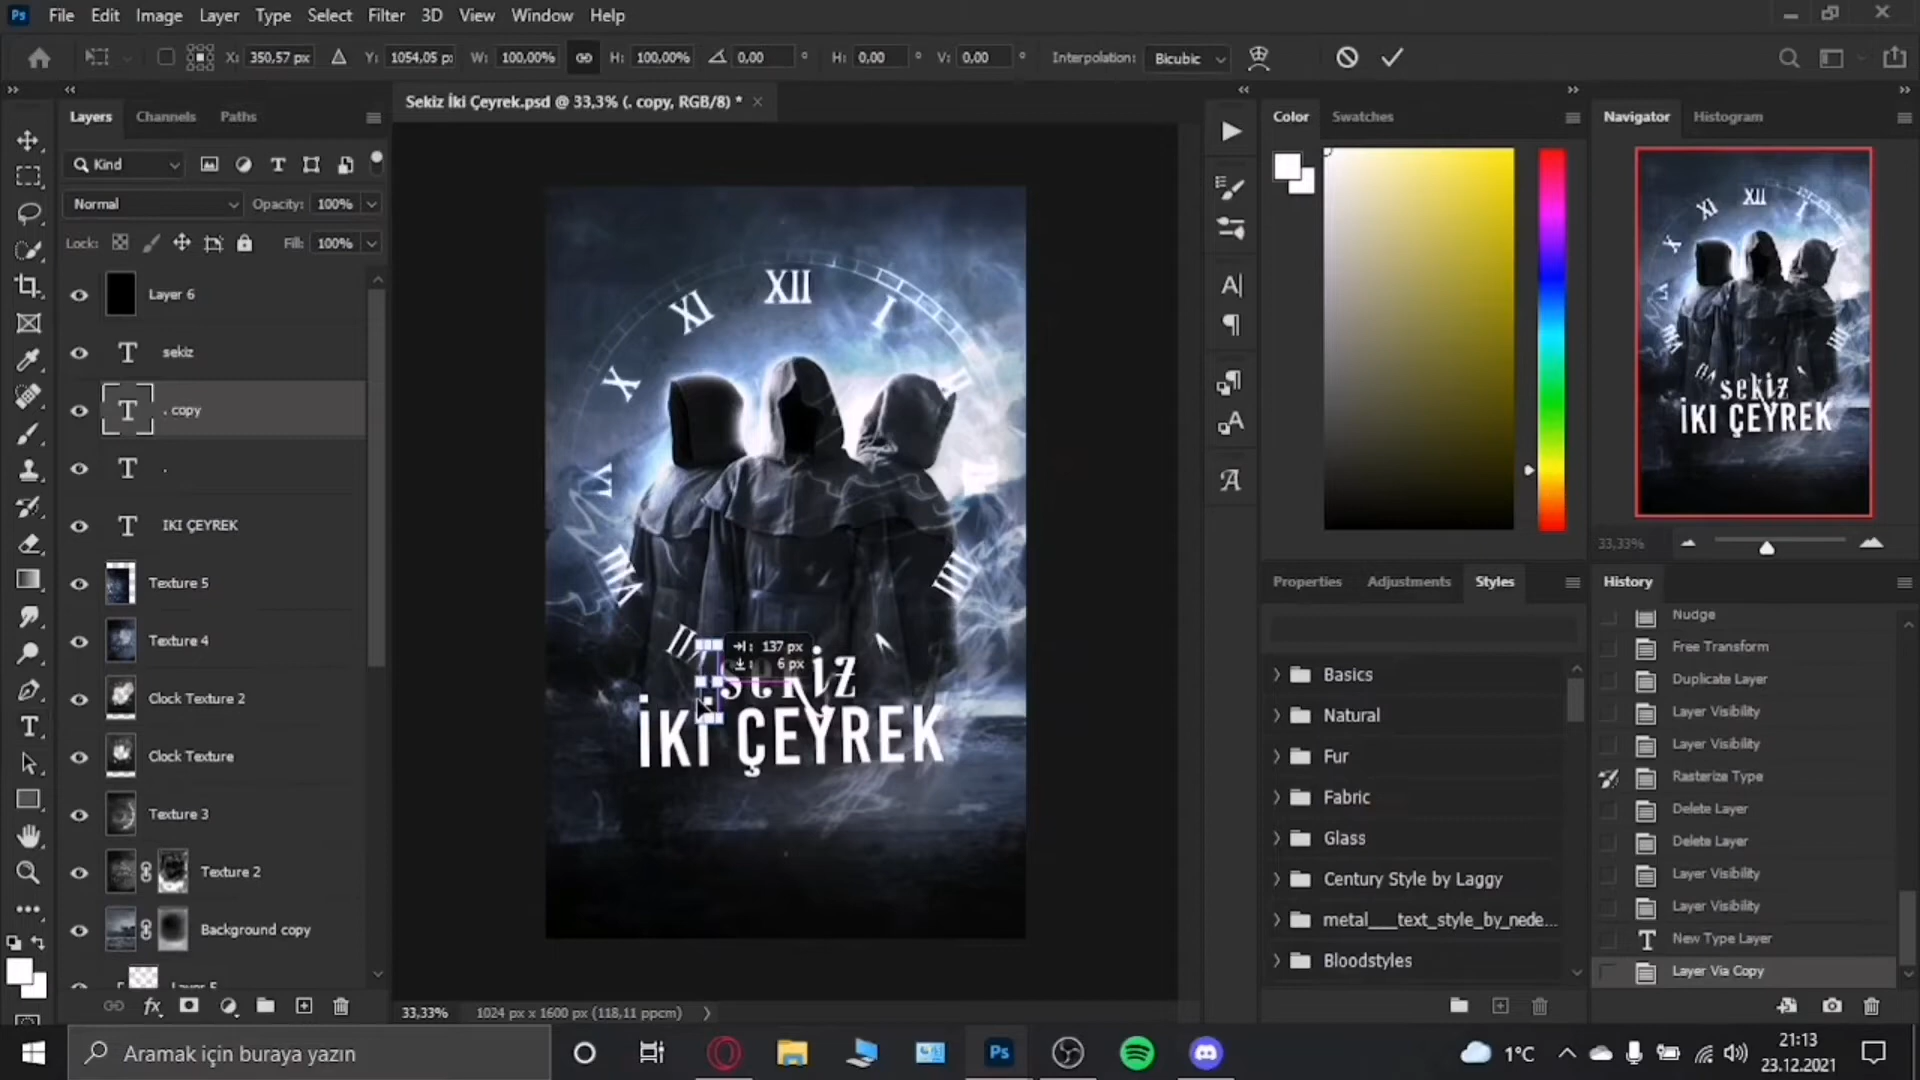 Ps File Edit Image Layer Type Select Filter 3D View Window Help
X: 350,57 px Y: 1054,05 p W: 100,00% H: 100,00% 0,00 ° H: 0,00 ° V: 0,00 ° Interpolation: Bicubic
Layers Channels Paths
Kind
Normal Opacity: 100%
Lock: Fill: 100%
Layer 6
sekiz
. copy
.
IKI ÇEYREK
Texture 5
Texture 4
Clock Texture 2
Clock Texture
Texture 3
Texture 2
Background copy
Layer 5
Sekiz İki Çeyrek.psd @ 33,3% (. copy, RGB/8) *
XII
XI
I
X
137 px
6 px
sekiz
İKİ ÇEYREK
33,33% 1024 px x 1600 px (118,11 ppcm)
Color Swatches
Navigator Histogram
XII
XI
I
X
sekiz
İKİ ÇEYREK
33,33%
Properties Adjustments Styles
Basics
Natural
Fur
Fabric
Glass
Century Style by Laggy
metal___text_style_by_nede...
Bloodstyles
History
Nudge
Free Transform
Duplicate Layer
Layer Visibility
Layer Visibility
Rasterize Type
Delete Layer
Delete Layer
Layer Visibility
Layer Visibility
New Type Layer
Layer Via Copy
Aramak için buraya yazın
Ps
1°C
21:13
23.12.2021